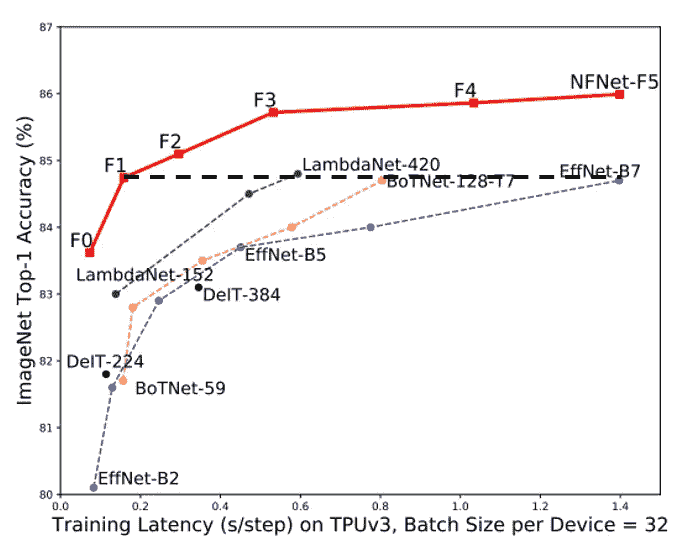 87
86
85
84
83
82
81
80
0.0
0.2
0.4
0.6
0.8
1.0
1.2
1.4
ImageNet Top-1 Accuracy (%)
Training Latency (s/step) on TPUv3, Batch Size per Device = 32
NFNet-F5
F4
F3
F2
F1
F0
LambdaNet-420
EffNet-B7
BoTNet-128-T7
EffNet-B5
LambdaNet-152
DeIT-384
DeIT-224
BoTNet-59
EffNet-B2